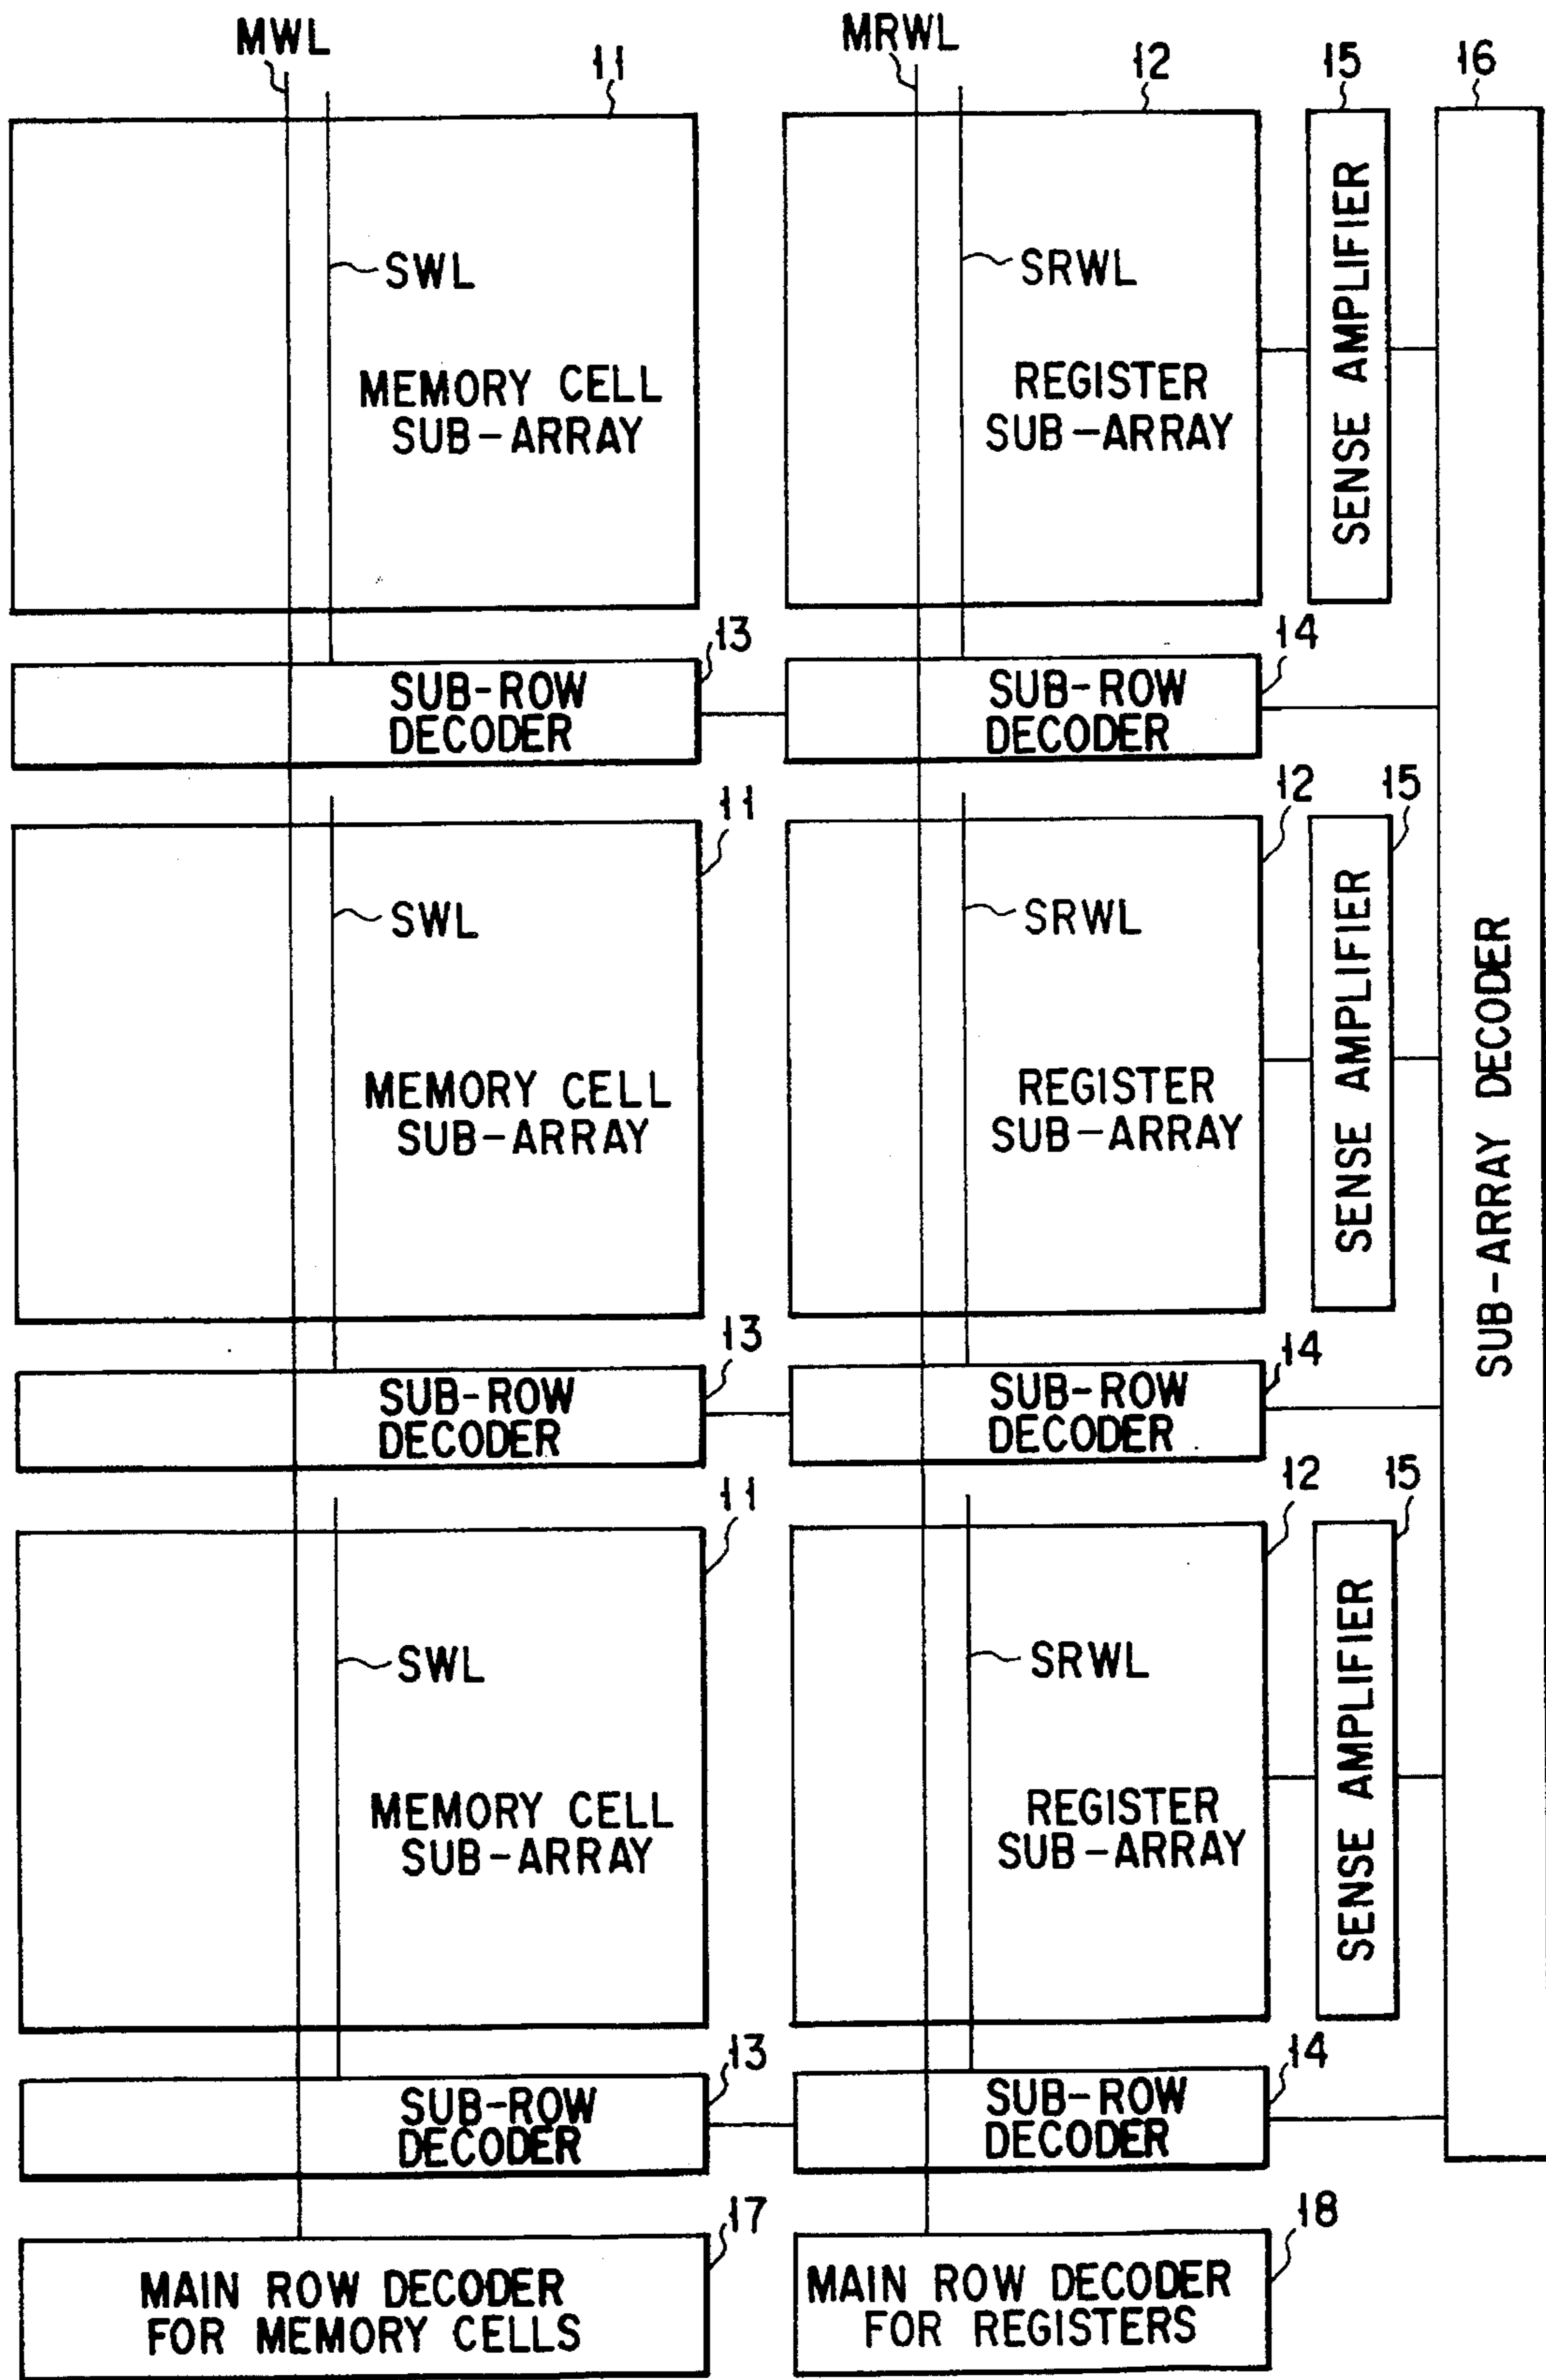 MWL
11
MRWL
12
15
16
SWL
SRWL
MEMORY CELL
SUB-ARRAY
REGISTER
SUB-ARRAY
SENSE AMPLIFIER
13
14
SUB-ROW
DECODER
SUB-ROW
DECODER
11
12
15
SWL
SRWL
MEMORY CELL
SUB-ARRAY
REGISTER
SUB-ARRAY
SENSE AMPLIFIER
SUB-ARRAY DECODER
13
14
SUB-ROW
DECODER
SUB-ROW
DECODER
11
12
15
SWL
SRWL
MEMORY CELL
SUB-ARRAY
REGISTER
SUB-ARRAY
SENSE AMPLIFIER
13
14
SUB-ROW
DECODER
SUB-ROW
DECODER
17
18
MAIN ROW DECODER
FOR MEMORY CELLS
MAIN ROW DECODER
FOR REGISTERS